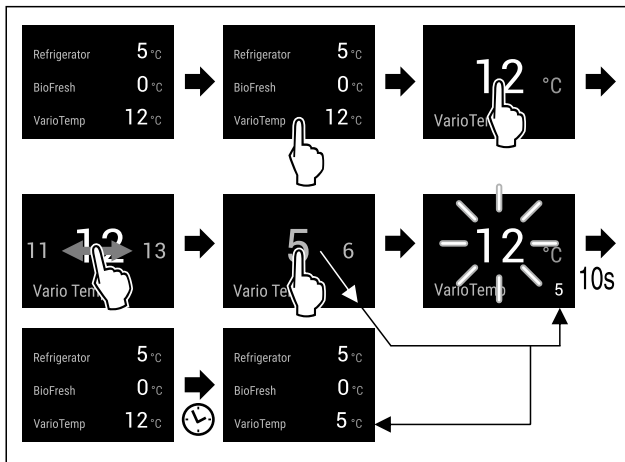 Refrigerator 5 °C
BioFresh 0 °C
VarioTemp 12 °C
Refrigerator 5 °C
BioFresh 0 °C
VarioTemp 12 °C
12 °C
VarioTemp
11 12 13
Vario Tem
5 6
Vario Te
12 °C
VarioTemp 5
10s
Refrigerator 5 °C
BioFresh 0 °C
VarioTemp 12 °C
Refrigerator 5 °C
BioFresh 0 °C
VarioTemp 5 °C